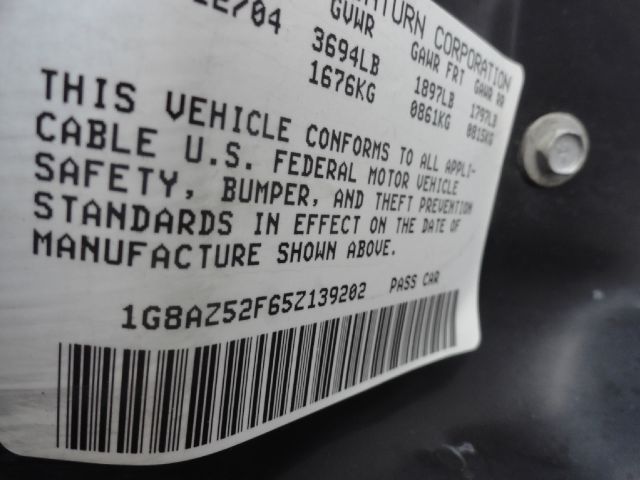 2/04 GVWR SATURN CORPORATION
3694LB GAWR FRT GAWR RR
1676KG 1897LB 1797LB
0861KG 0815KG
THIS VEHICLE CONFORMS TO ALL APPLI-
CABLE U.S. FEDERAL MOTOR VEHICLE
SAFETY, BUMPER, AND THEFT PREVENTION
STANDARDS IN EFFECT ON THE DATE OF
MANUFACTURE SHOWN ABOVE.
1G8AZ52F65Z139202 PASS CAR